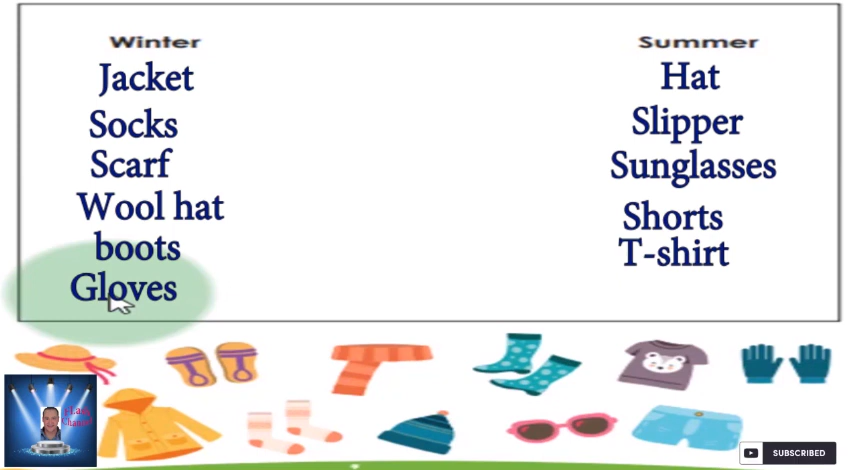 Winter
Jacket
Socks
Scarf
Wool hat
boots
Gloves
Summer
Hat
Slipper
Sunglasses
Shorts
T-shirt
SUBSCRIBED